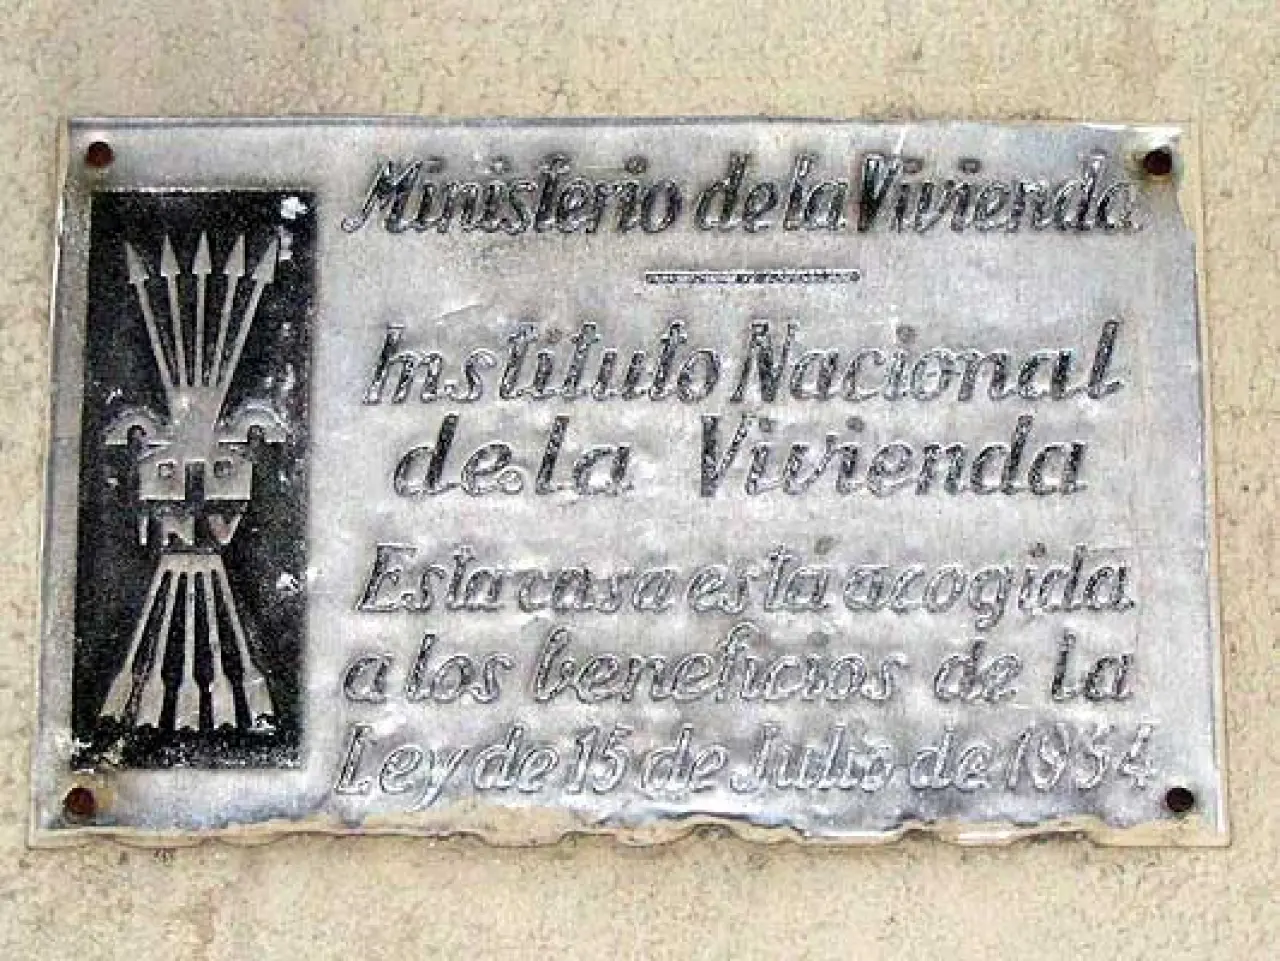 Ministerio de la Vivienda
Instituto Nacional
de la Vivienda
INV
Esta casa está acogida
a los beneficios de la
Ley de 15 de Julio de 1954